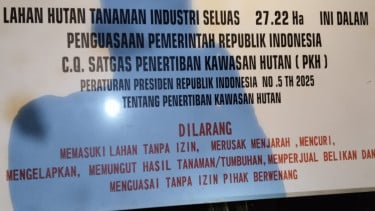 LAHAN HUTAN TANAMAN INDUSTRI SELUAS 27.22 Ha INI DALAM
PENGUASAAN PEMERINTAH REPUBLIK INDONESIA
C.Q. SATGAS PENERTIBAN KAWASAN HUTAN ( PKH )
PERATURAN PRESIDEN REPUBLIK INDONESIA NO .5 TH 2025
TENTANG PENERTIBAN KAWASAN HUTAN
DILARANG
MEMASUKI LAHAN TANPA IZIN, MERUSAK MENJARAH , MENCURI,
MENGELAPKAN, MEMUNGUT HASIL TANAMAN/TUMBUHAN, MEMPERJUAL BELIKAN DAN
MENGUASAI TANPA IZIN PIHAK BERWENANG